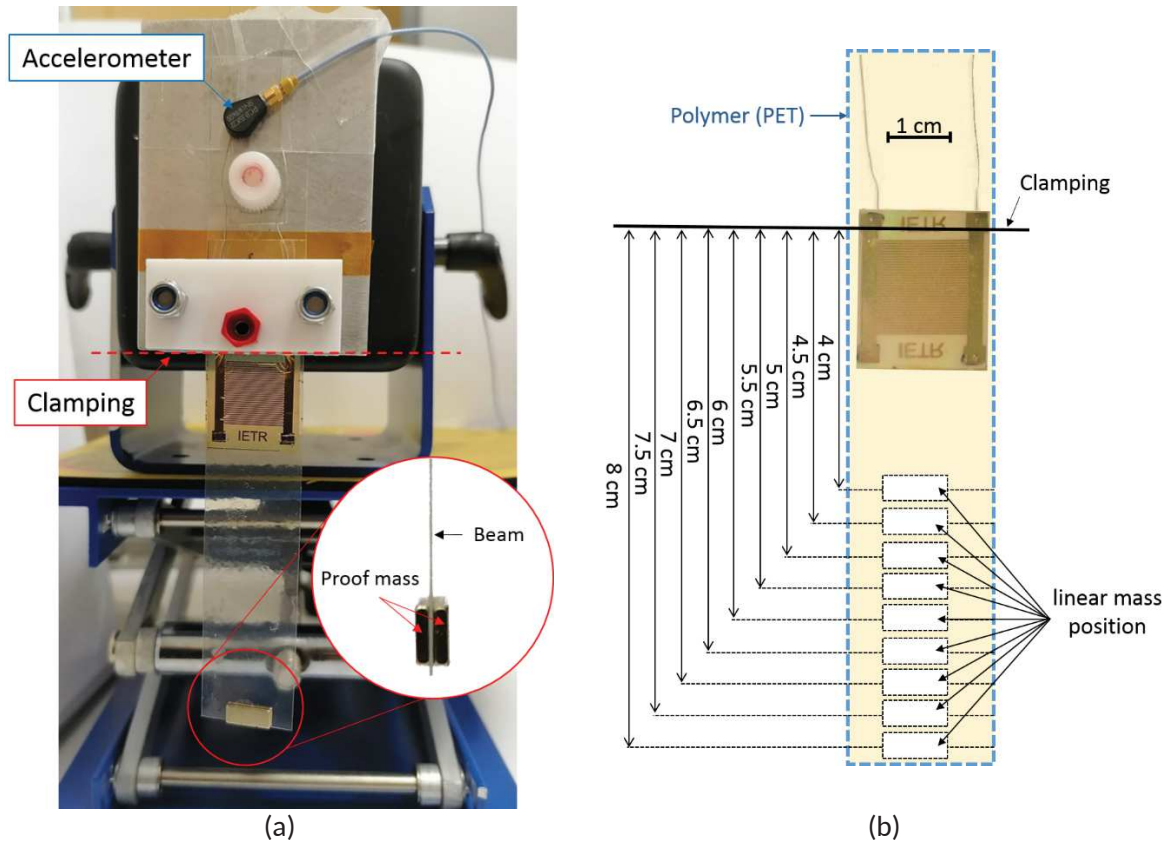 Accelerometer
Clamping
IETR
Beam
Proof mass
(a)
Polymer (PET)
1 cm
Clamping
IETR
IETR
4 cm
4.5 cm
5 cm
5.5 cm
6 cm
6.5 cm
7 cm
7.5 cm
8 cm
linear mass
position
(b)